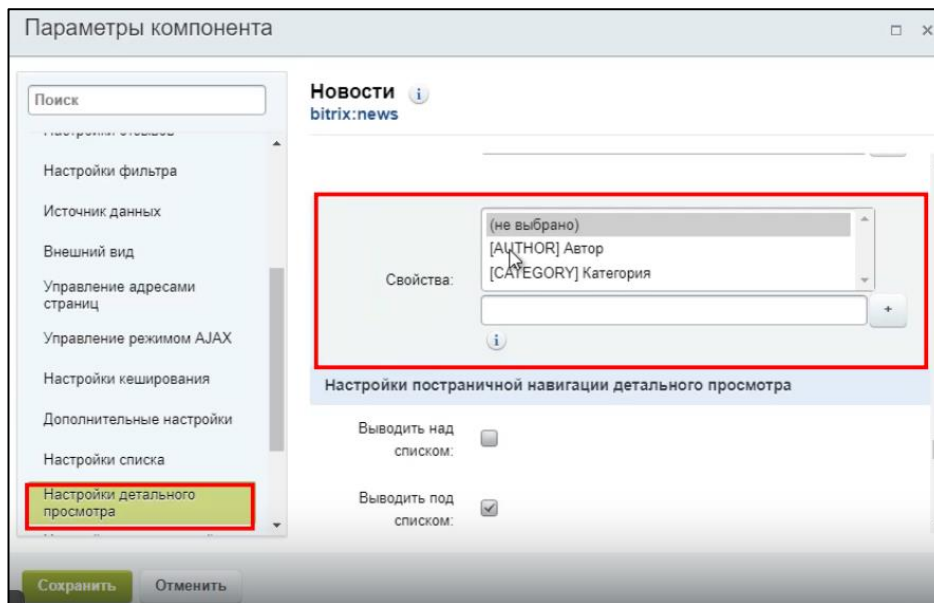 Параметры компонента
Поиск
Настройки фильтра
Источник данных
Внешний вид
Управление адресами
страниц
Управление режимом AJAX
Настройки кеширования
Дополнительные настройки
Настройки списка
Настройки детального
просмотра
Новости
bitrix:news
Свойства:
(не выбрано)
[AUTHOR] Автор
[CATEGORY] Категория
+
Настройки постраничной навигации детального просмотра
Выводить над
списком:
Выводить под
списком:
Сохранить
Отменить